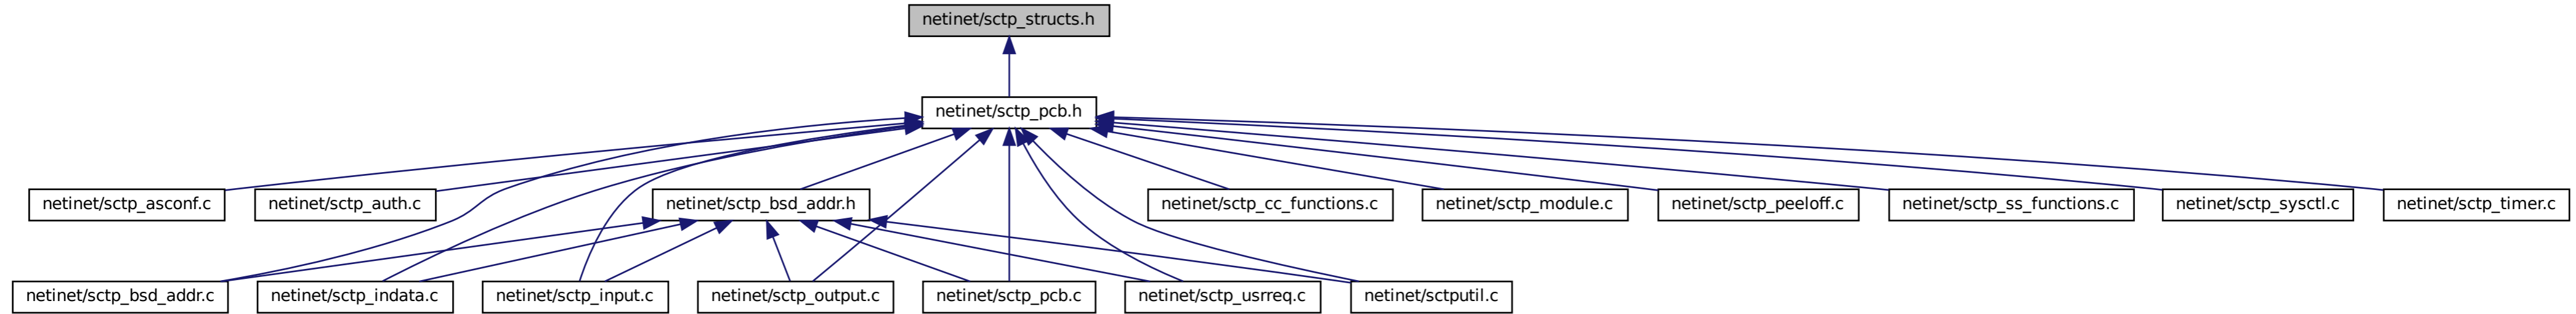 netinet/sctp_structs.h
netinet/sctp_pcb.h
netinet/sctp_asconf.c
netinet/sctp_auth.c
netinet/sctp_bsd_addr.h
netinet/sctp_cc_functions.c
netinet/sctp_module.c
netinet/sctp_peeloff.c
netinet/sctp_ss_functions.c
netinet/sctp_sysctl.c
netinet/sctp_timer.c
netinet/sctp_bsd_addr.c
netinet/sctp_indata.c
netinet/sctp_input.c
netinet/sctp_output.c
netinet/sctp_pcb.c
netinet/sctp_usrreq.c
netinet/sctputil.c